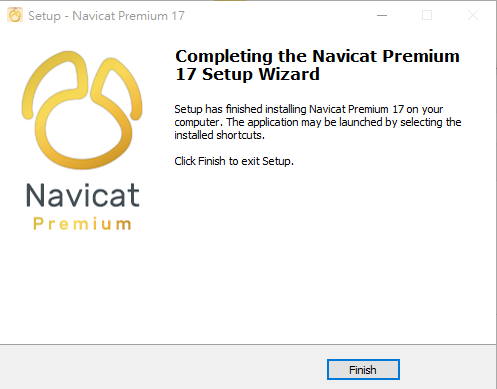 Setup - Navicat Premium 17
Completing the Navicat Premium
17 Setup Wizard
Setup has finished installing Navicat Premium 17 on your
computer. The application may be launched by selecting the
installed shortcuts.
Click Finish to exit Setup.
Navicat
Premium
Finish